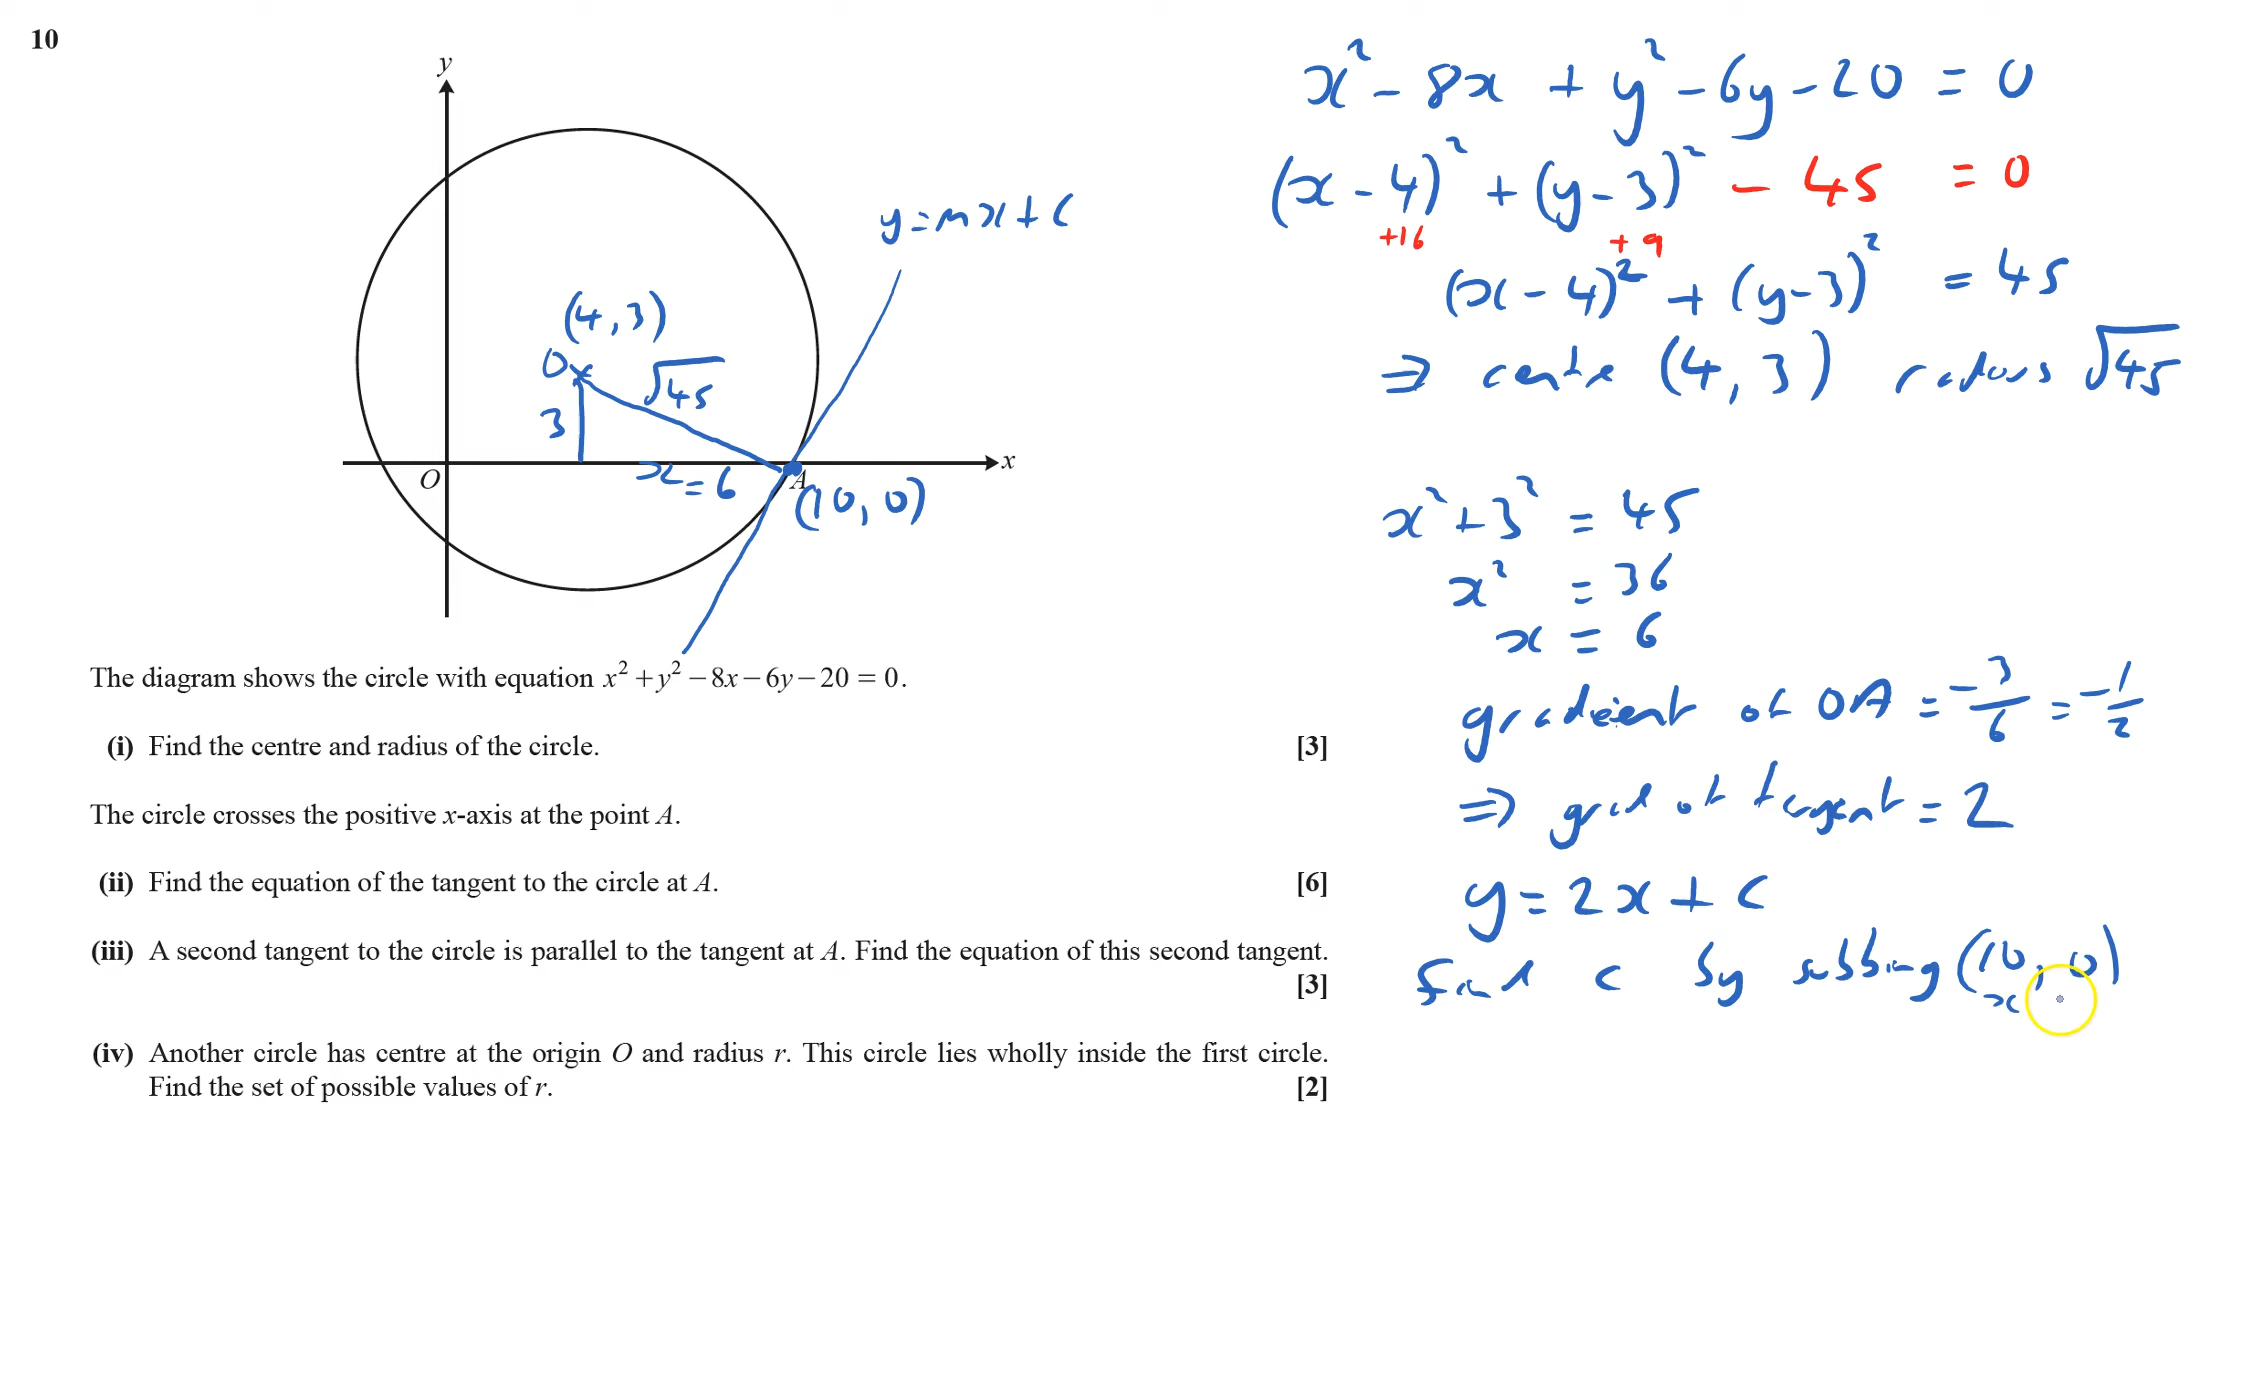 10
y
y = mx + c
(4, 3)
O
√45
3
x = 6
O
A
x
(10, 0)
The diagram shows the circle with equation x² + y² − 8x − 6y − 20 = 0.
(i) Find the centre and radius of the circle. [3]
The circle crosses the positive x-axis at the point A.
(ii) Find the equation of the tangent to the circle at A. [6]
(iii) A second tangent to the circle is parallel to the tangent at A. Find the equation of this second tangent.
[3]
(iv) Another circle has centre at the origin O and radius r. This circle lies wholly inside the first circle.
Find the set of possible values of r. [2]
x² − 8x + y² − 6y − 20 = 0
(x − 4)² + (y − 3)² − 45 = 0
+16 +9
(x − 4)² + (y − 3)² = 45
⇒ centre (4, 3) radius √45
x² + 3² = 45
x² = 36
x = 6
gradient of OA = −3/6 = −1/2
⇒ grad of tangent = 2
y = 2x + c
find c by subbing (10, 0)
x